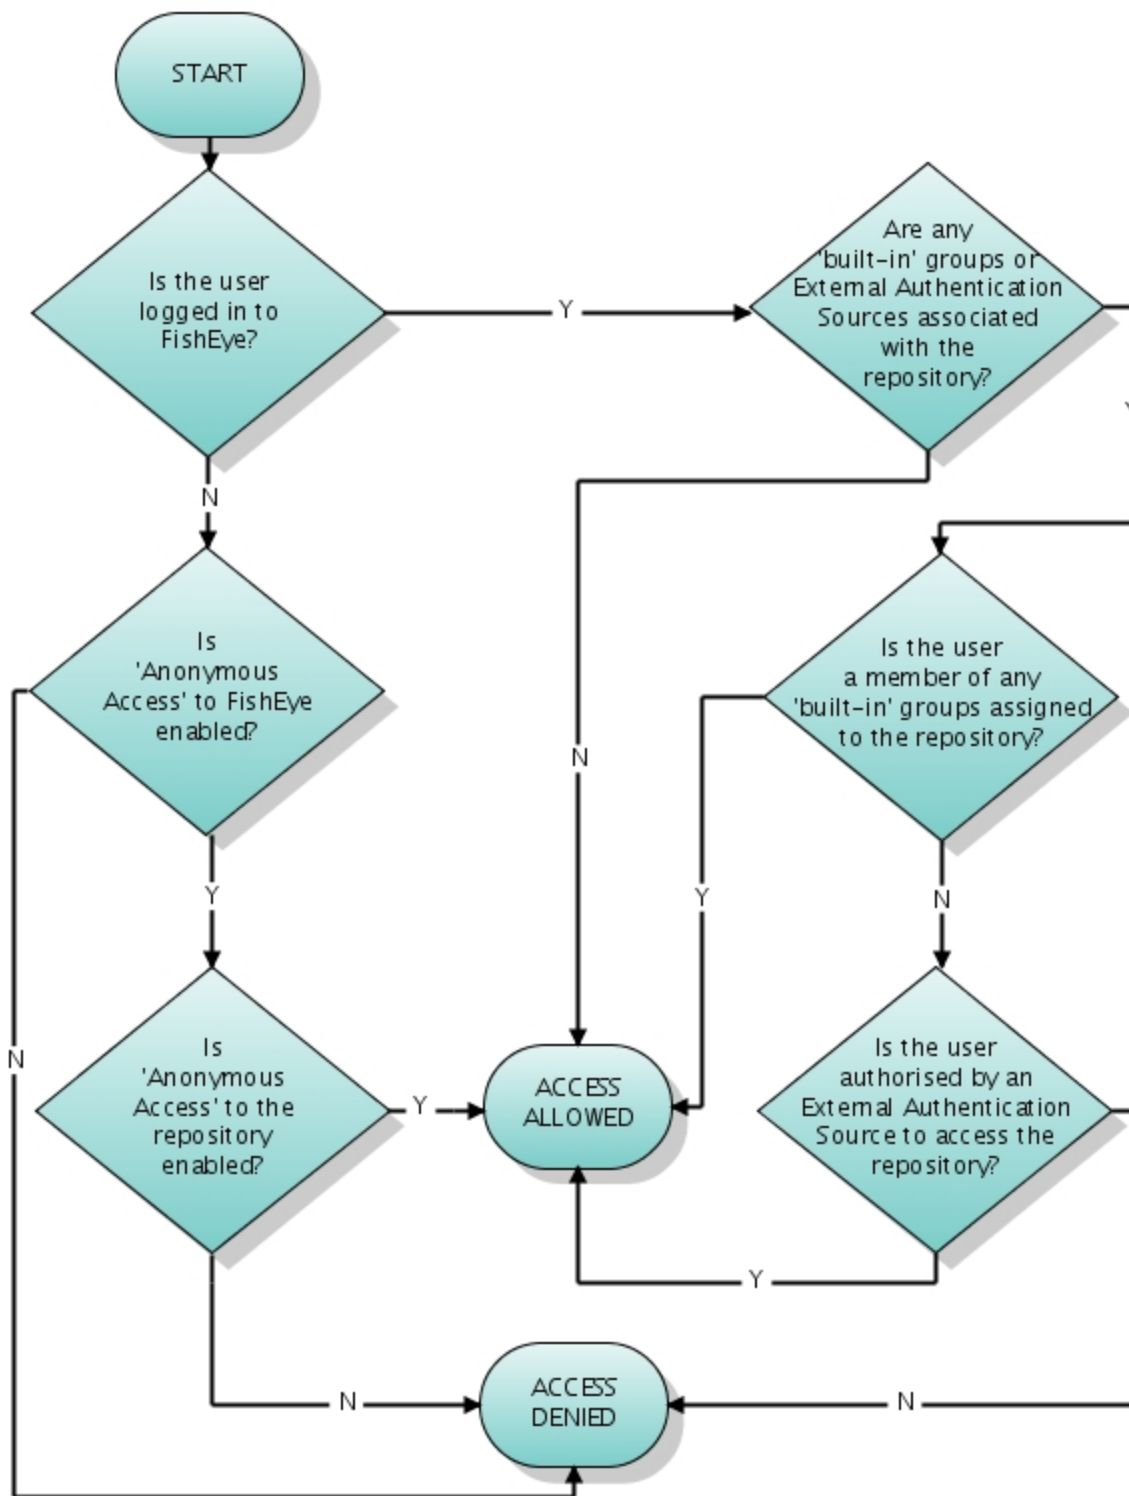 START
Is the user
logged in to
FishEye?
Y
Are any
'built-in' groups or
External Authentication
Sources associated
with the
repository?
Y
N
Is
'Anonymous
Access' to FishEye
enabled?
Is the user
a member of any
'built-in' groups assigned
to the repository?
N
Y
Y
N
N
Is
'Anonymous
Access' to the
repository
enabled?
Y
ACCESS
ALLOWED
Is the user
authorised by an
External Authentication
Source to access the
repository?
Y
N
ACCESS
DENIED
N